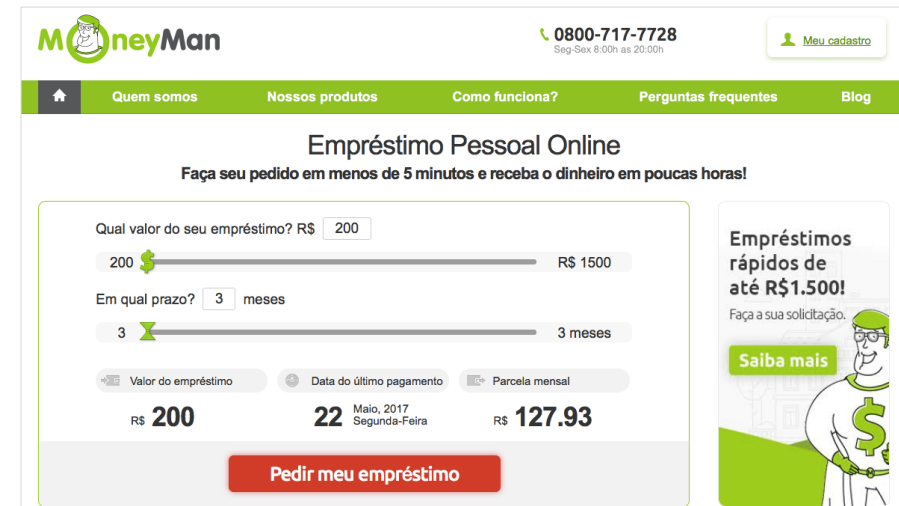 MoneyMan
0800-717-7728
Seg-Sex 8:00h as 20:00h
Meu cadastro
Quem somos Nossos produtos Como funciona? Perguntas frequentes Blog
Empréstimo Pessoal Online
Faça seu pedido em menos de 5 minutos e receba o dinheiro em poucas horas!
Qual valor do seu empréstimo? R$ 200
200 $ R$ 1500
Em qual prazo? 3 meses
3 3 meses
Valor do empréstimo Data do último pagamento Parcela mensal
R$ 200 22 Maio, 2017 Segunda-Feira R$ 127.93
Pedir meu empréstimo
Empréstimos
rápidos de
até R$1.500!
Faça a sua solicitação.
Saiba mais
$